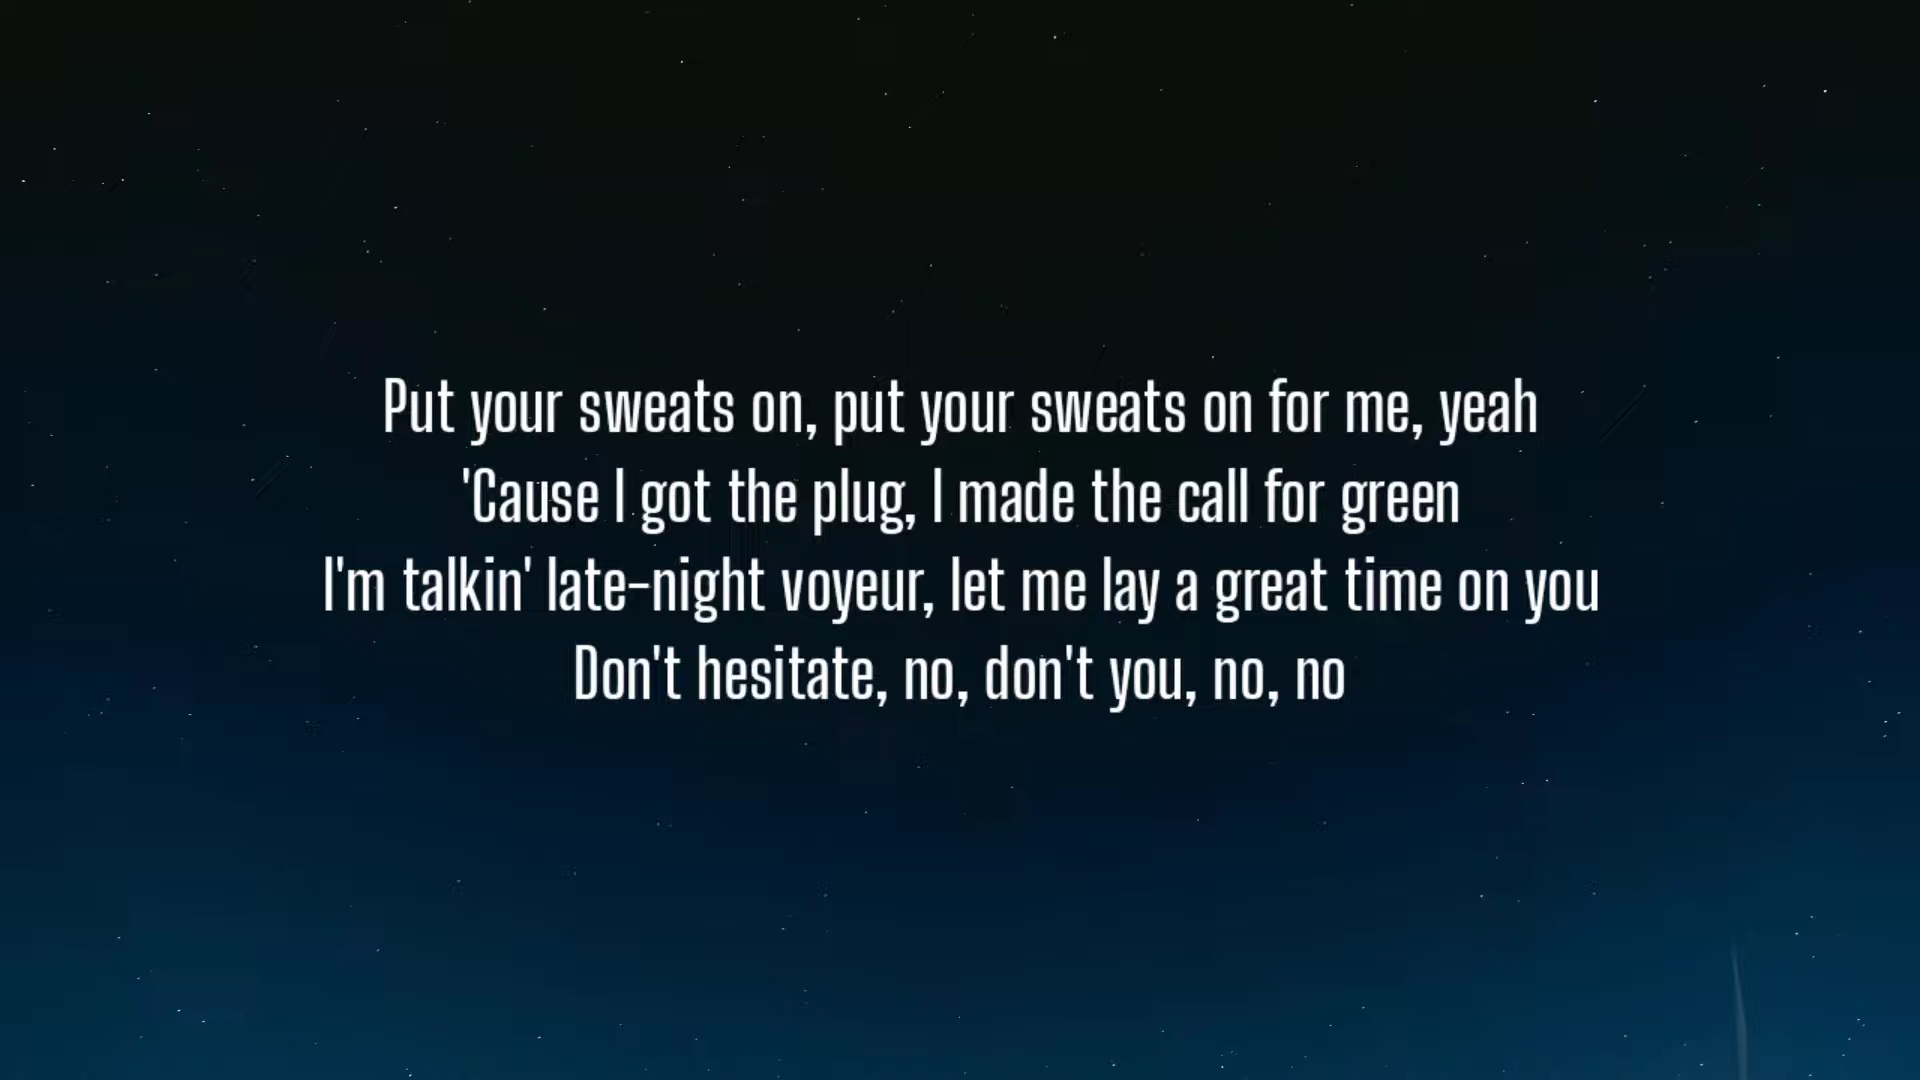 Put your sweats on, put your sweats on for me, yeah
'Cause I got the plug, I made the call for green
I'm talkin' late-night voyeur, let me lay a great time on you
Don't hesitate, no, don't you, no, no